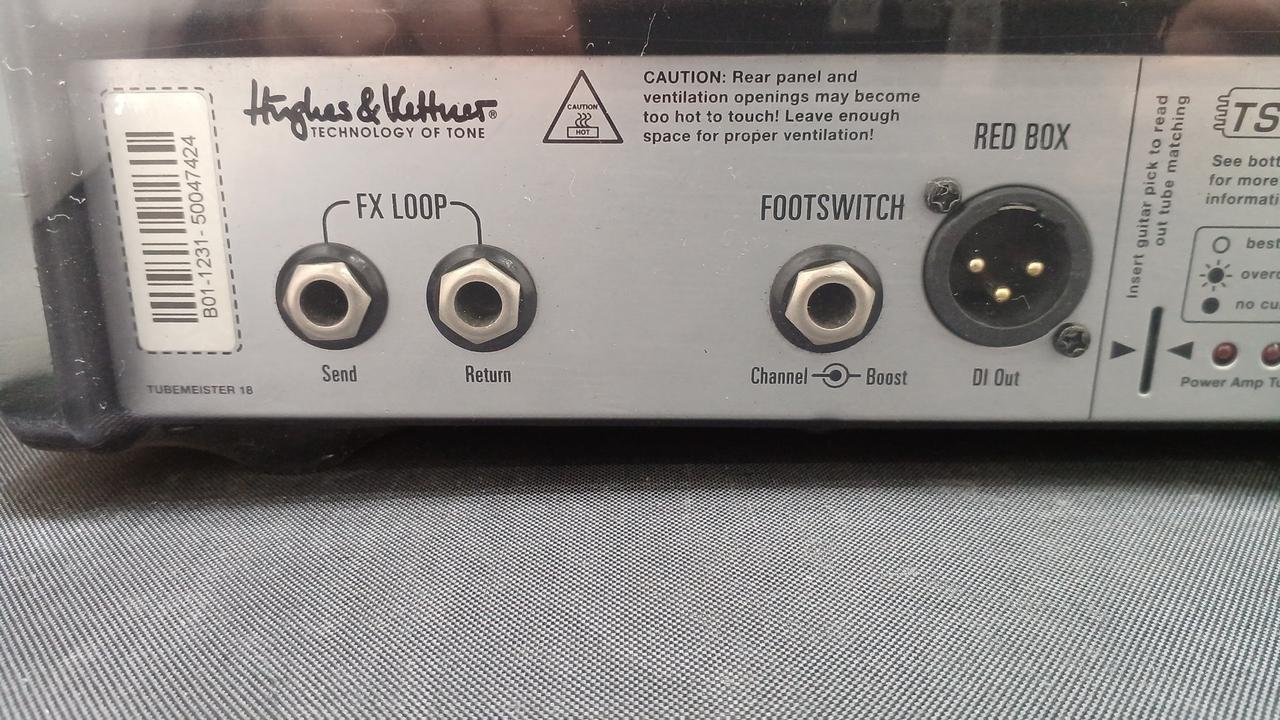 Hughes & Kettner®
TECHNOLOGY OF TONE
CAUTION
HOT
CAUTION: Rear panel and
ventilation openings may become
too hot to touch! Leave enough
space for proper ventilation!
B01-1231- 50047424
FX LOOP
Send
Return
TUBEMEISTER 18
FOOTSWITCH
Channel
Boost
RED BOX
DI Out
Insert guitar pick to read
out tube matching
TS
See bott
for more
informati
best
overd
no cu
Power Amp Tu